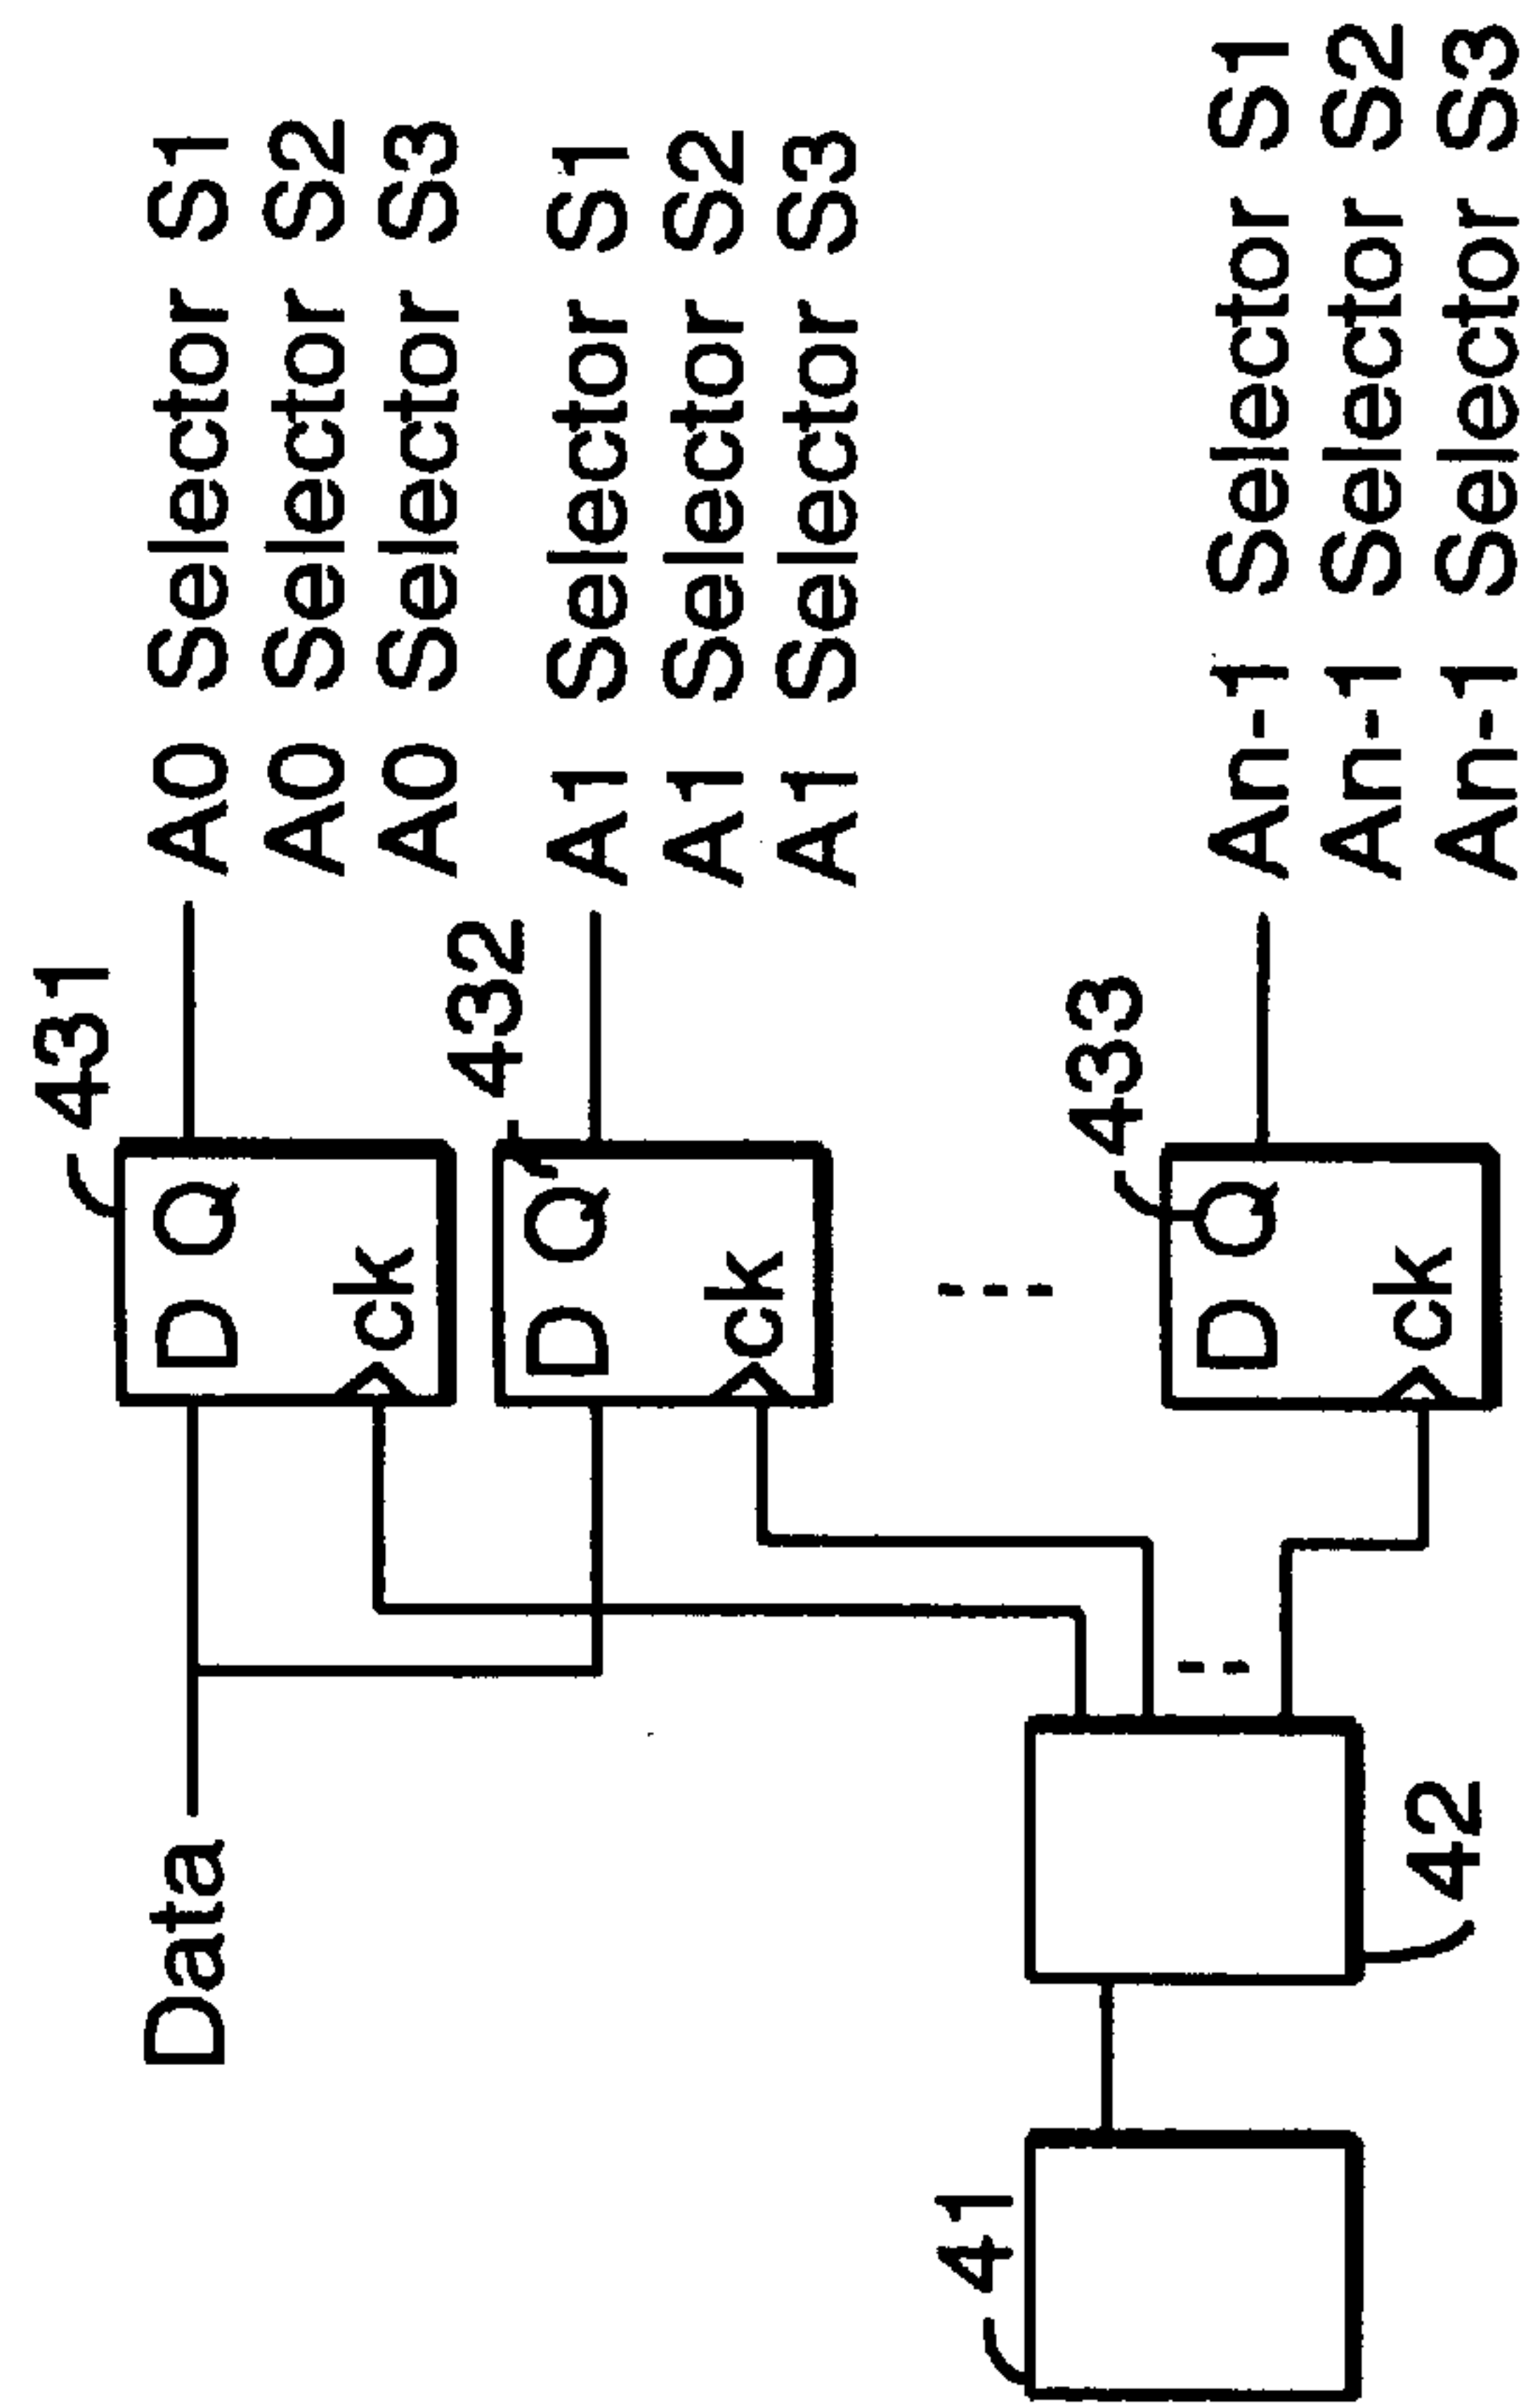 431
D Q
ck
A0 Selector S1
A0 Selector S2
A0 Selector S3
Data
432
D Q
ck
A1 Selector S1
A1 Selector S2
A1 Selector S3
433
D Q
ck
An-1 Selector S1
An-1 Selector S2
An-1 Selector S3
41
42